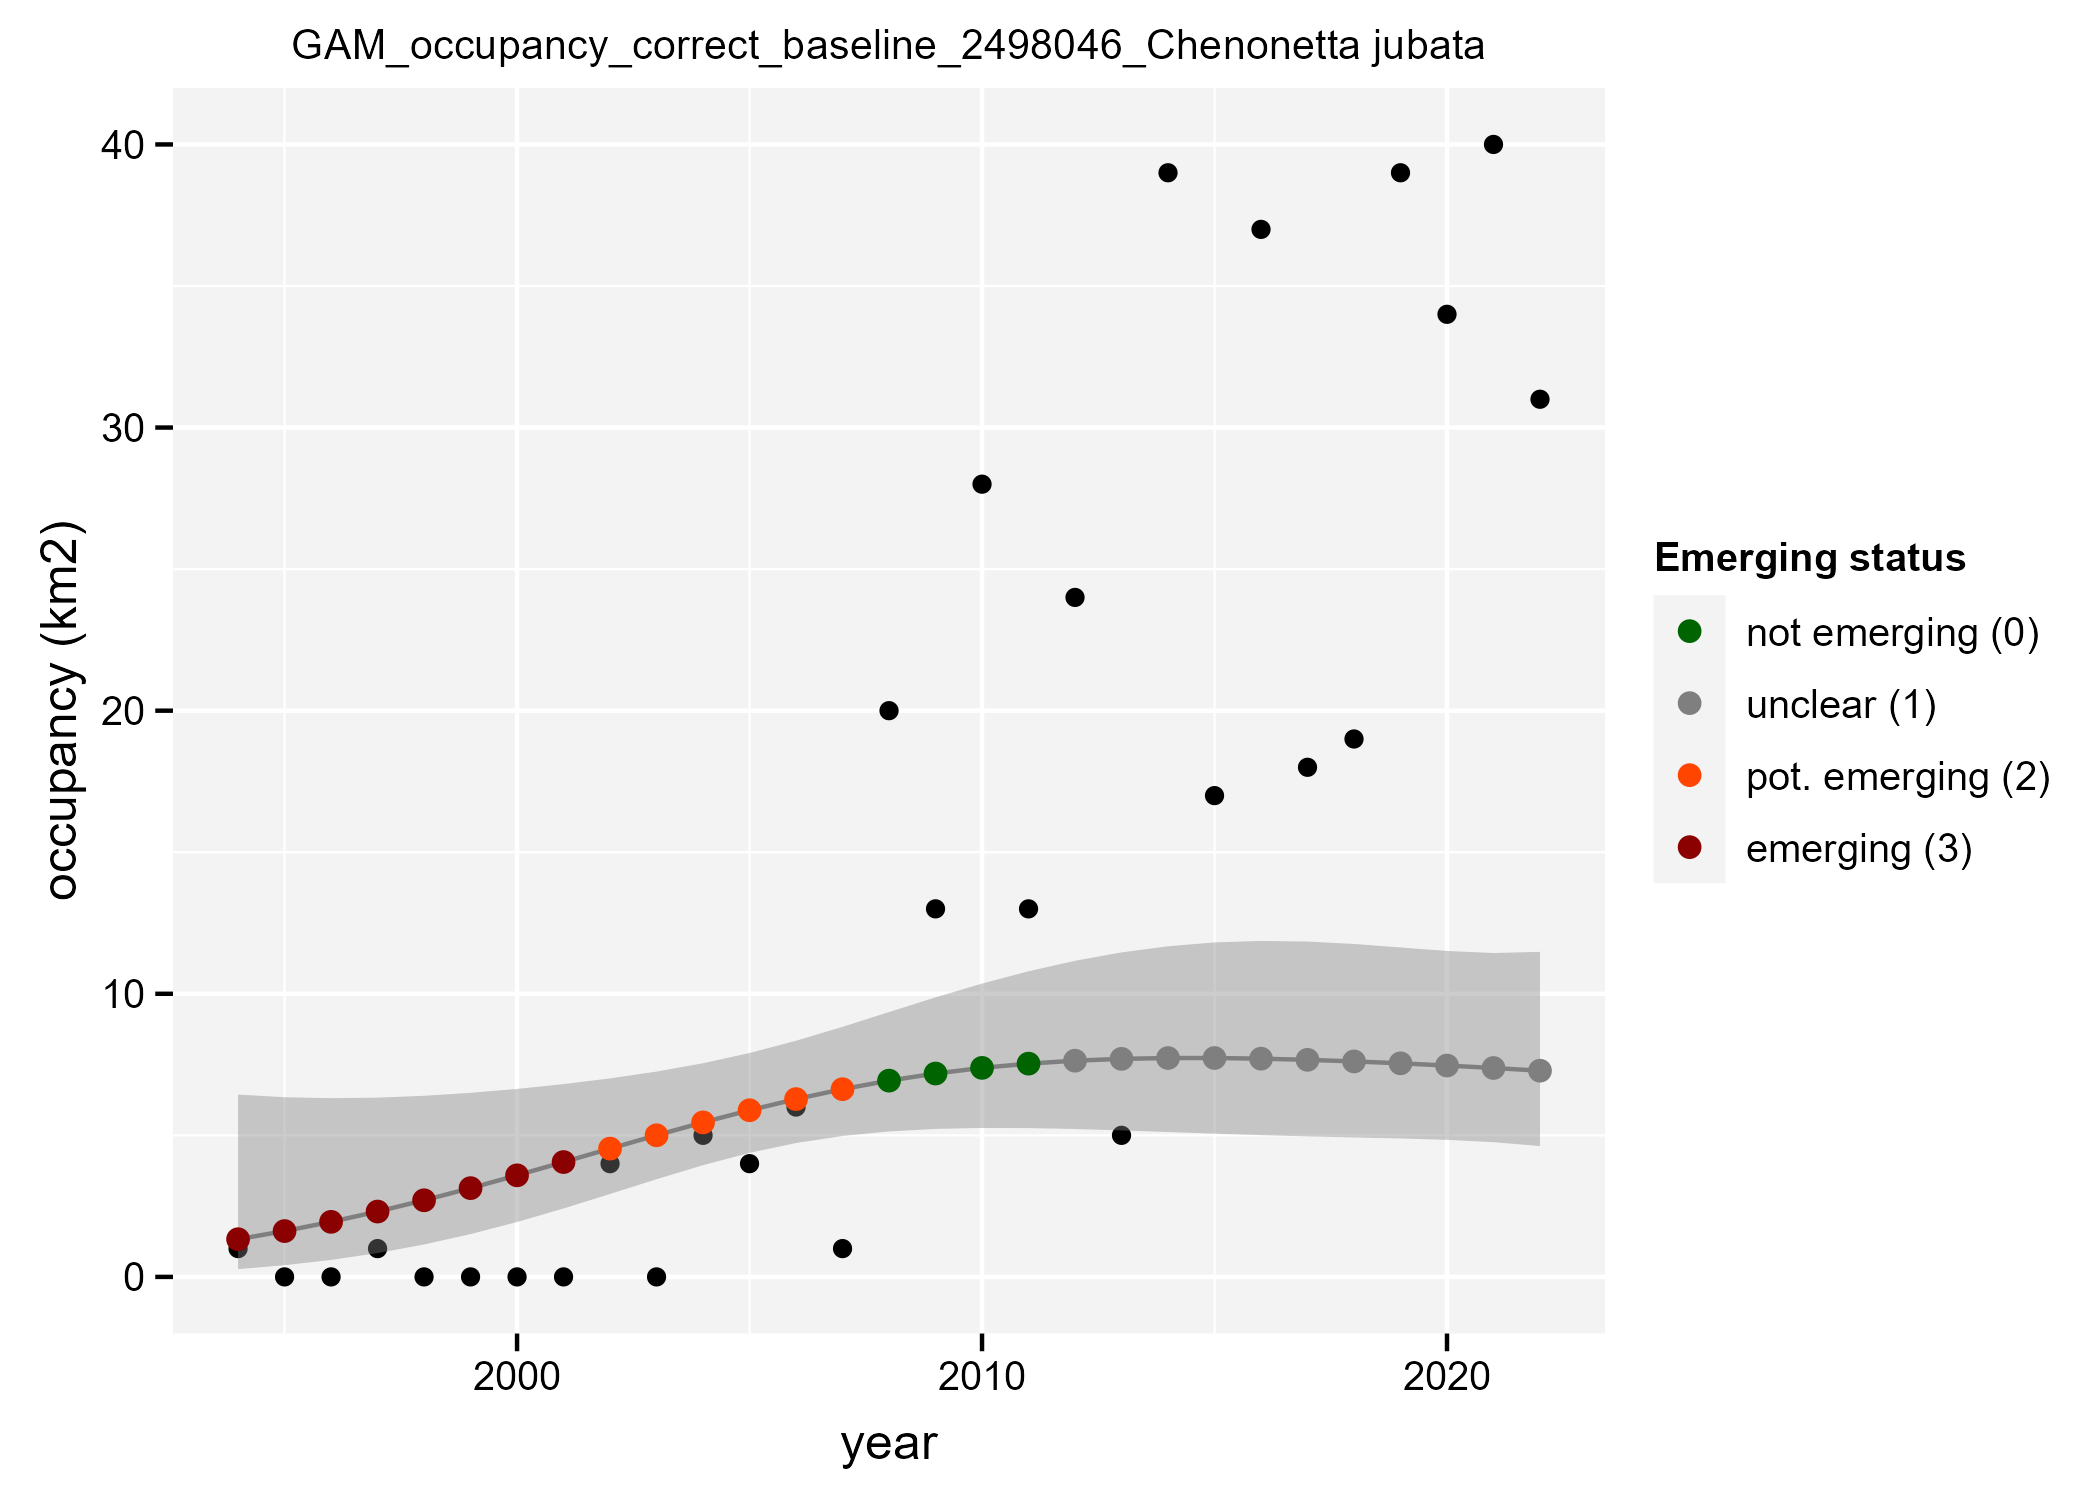 GAM_occupancy_correct_baseline_2498046_Chenonetta jubata
occupancy (km2)
40
30
20
10
0
2000 2010 2020
year
Emerging status
not emerging (0)
unclear (1)
pot. emerging (2)
emerging (3)